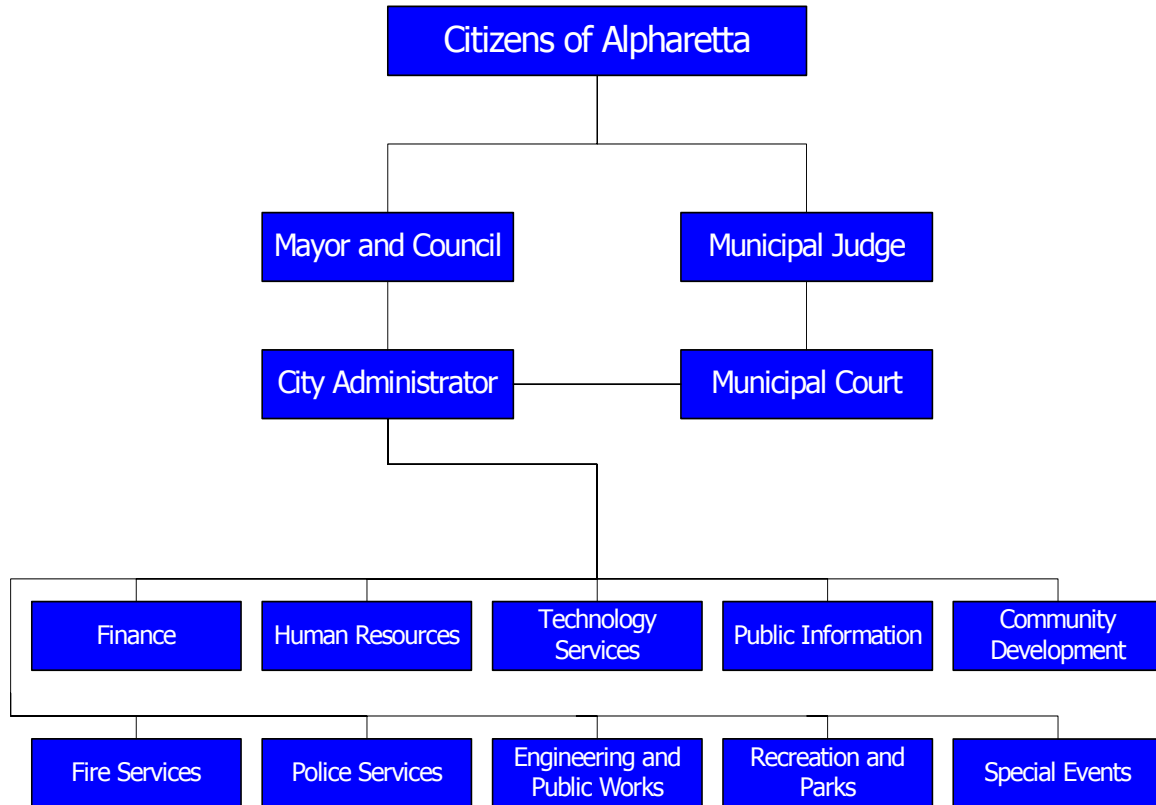 Citizens of Alpharetta
Mayor and Council
Municipal Judge
City Administrator
Municipal Court
Finance
Human Resources
Technology
Services
Public Information
Community
Development
Fire Services
Police Services
Engineering and
Public Works
Recreation and
Parks
Special Events